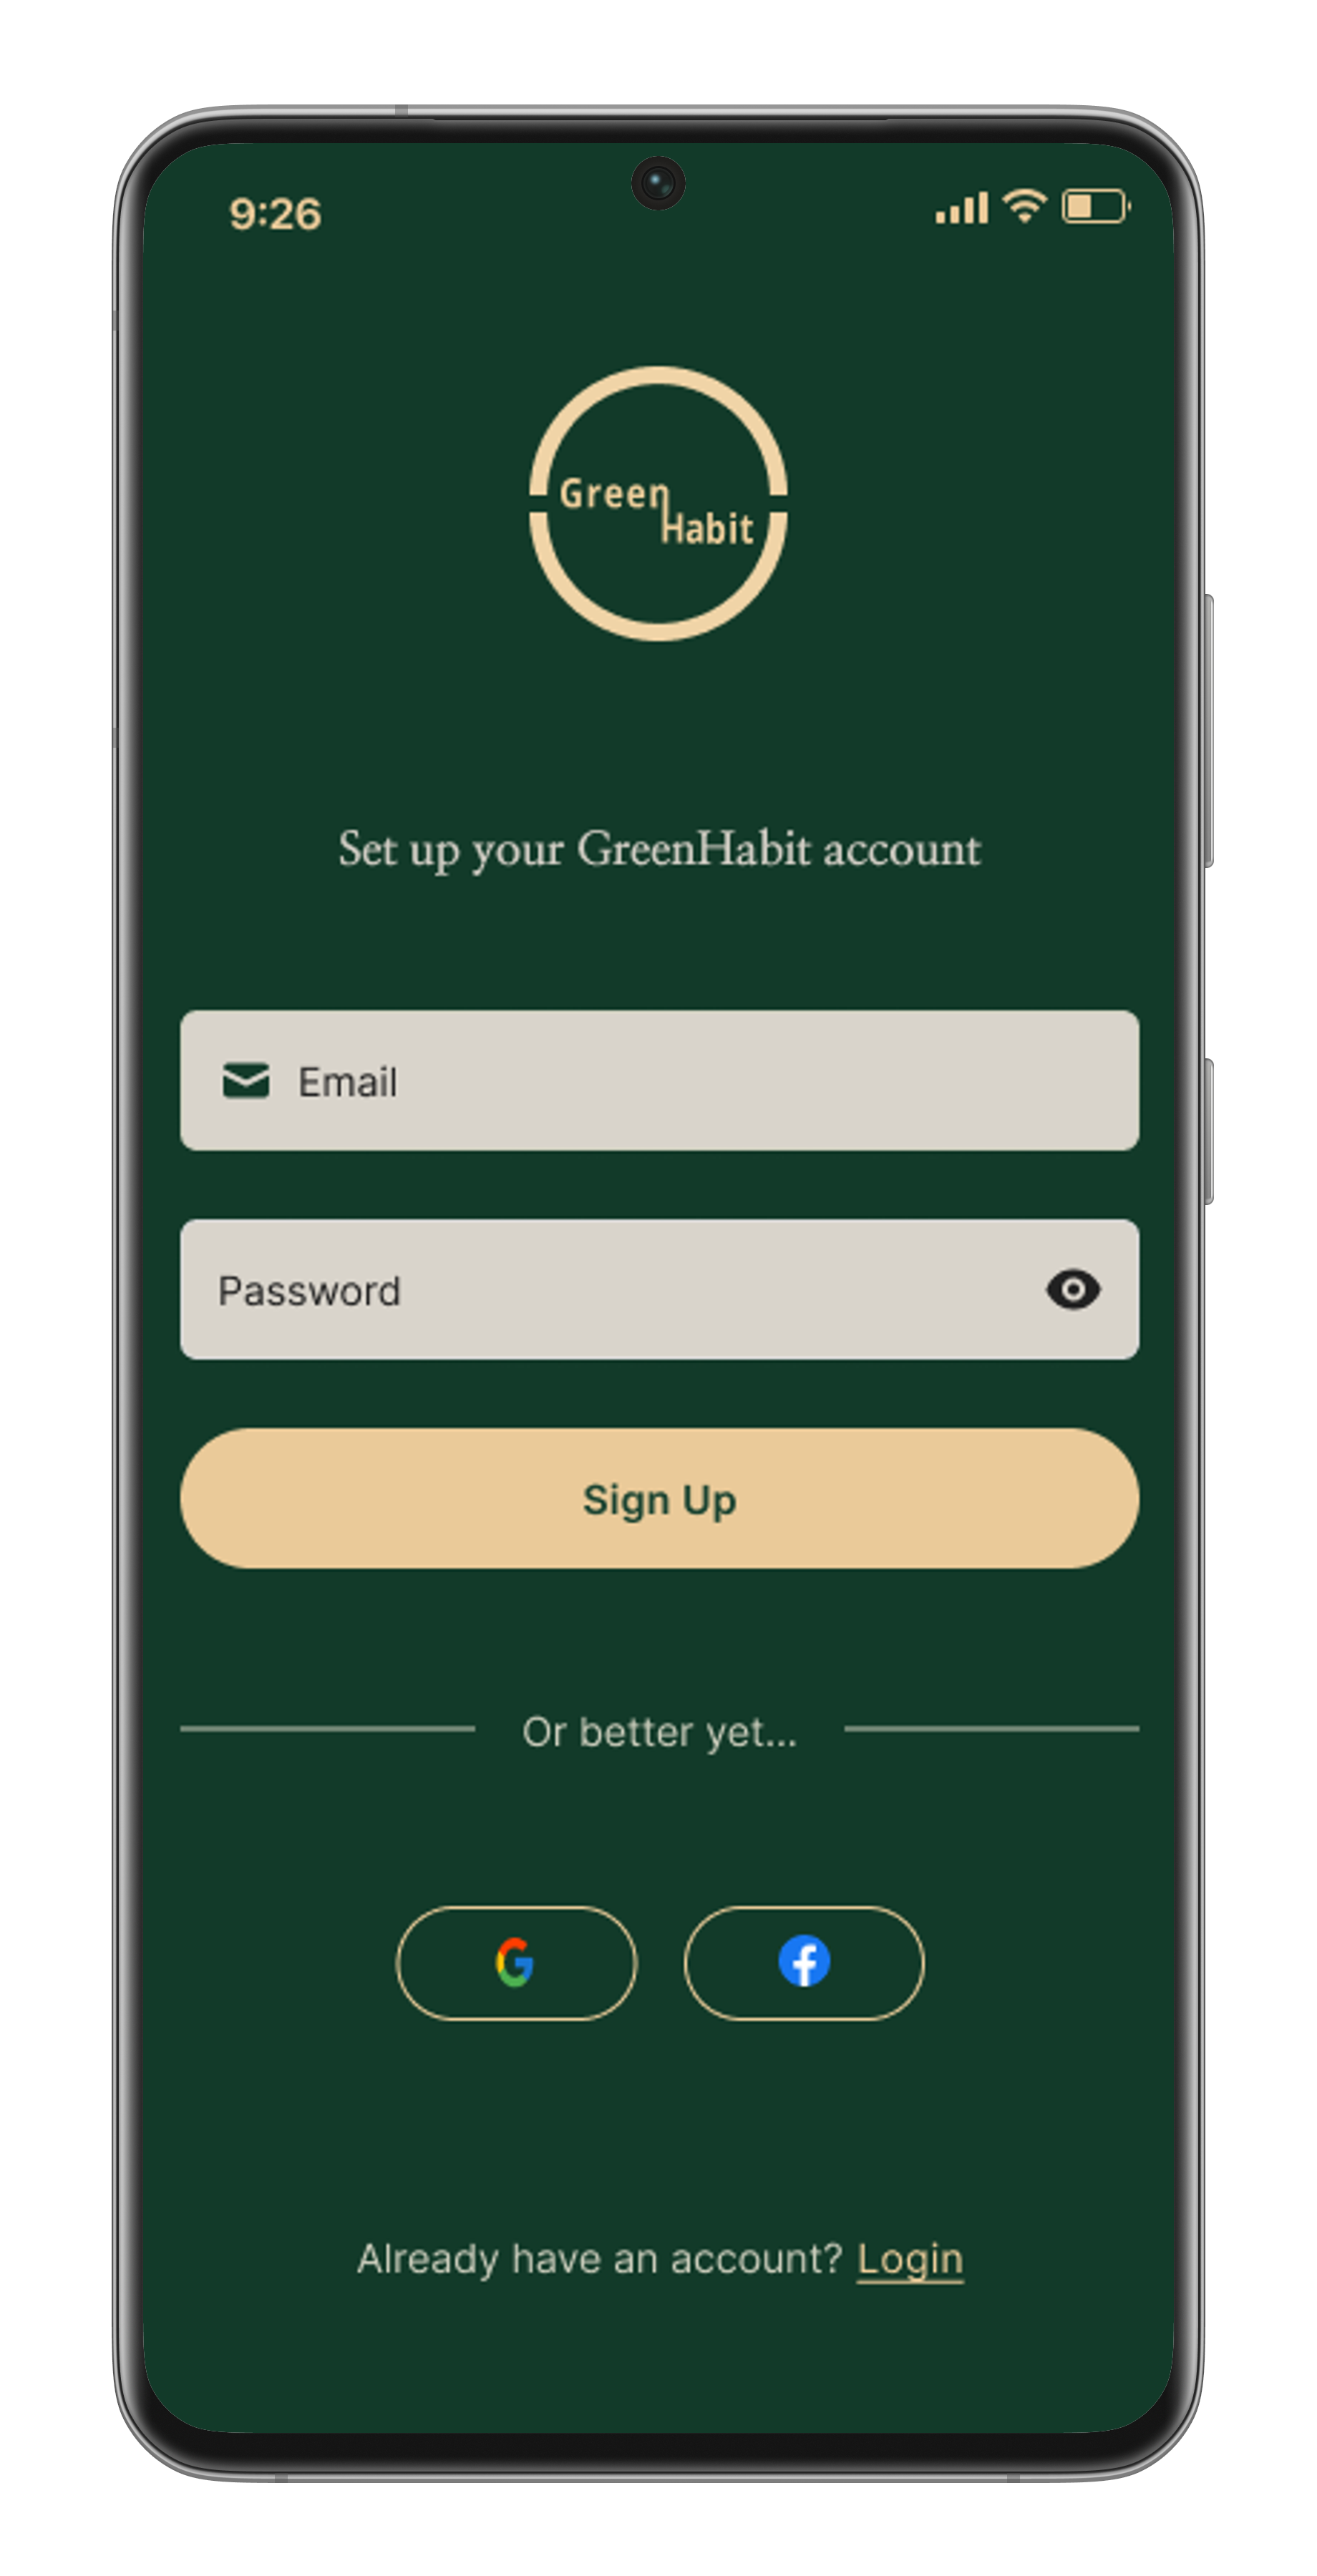 9:26
Green
Habit
Set up your GreenHabit account
Email
Password
Sign Up
Or better yet...
Already have an account? Login